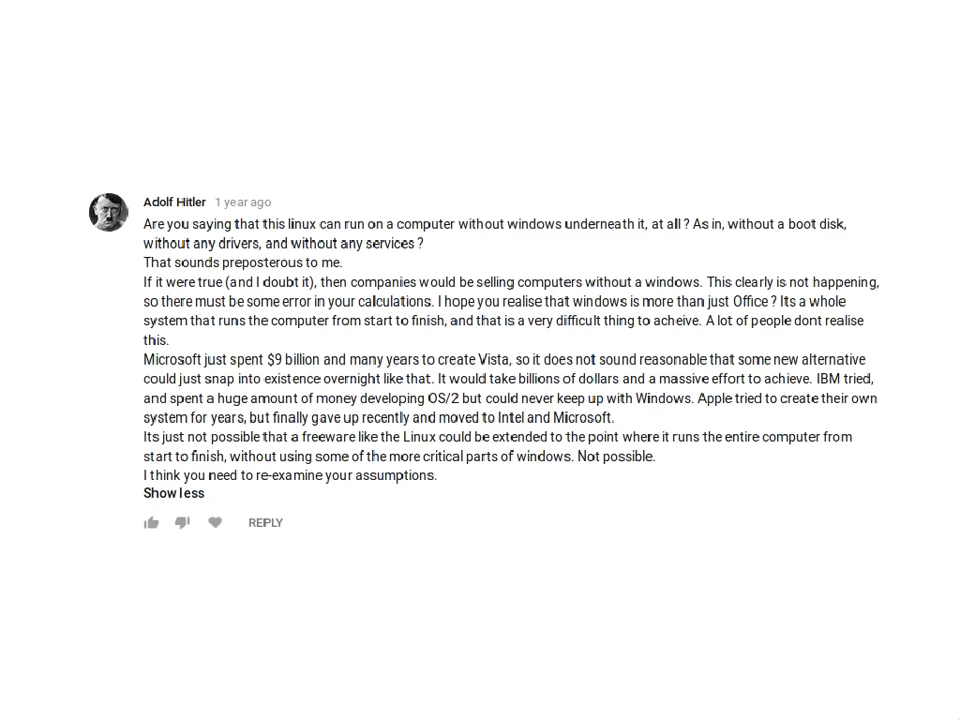 Adolf Hitler 1 year ago
Are you saying that this linux can run on a computer without windows underneath it, at all ? As in, without a boot disk,
without any drivers, and without any services ?
That sounds preposterous to me.
If it were true (and I doubt it), then companies would be selling computers without a windows. This clearly is not happening,
so there must be some error in your calculations. I hope you realise that windows is more than just Office ? Its a whole
system that runs the computer from start to finish, and that is a very difficult thing to acheive. A lot of people dont realise
this.
Microsoft just spent $9 billion and many years to create Vista, so it does not sound reasonable that some new alternative
could just snap into existence overnight like that. It would take billions of dollars and a massive effort to achieve. IBM tried,
and spent a huge amount of money developing OS/2 but could never keep up with Windows. Apple tried to create their own
system for years, but finally gave up recently and moved to Intel and Microsoft.
Its just not possible that a freeware like the Linux could be extended to the point where it runs the entire computer from
start to finish, without using some of the more critical parts of windows. Not possible.
I think you need to re-examine your assumptions.
Show less
REPLY